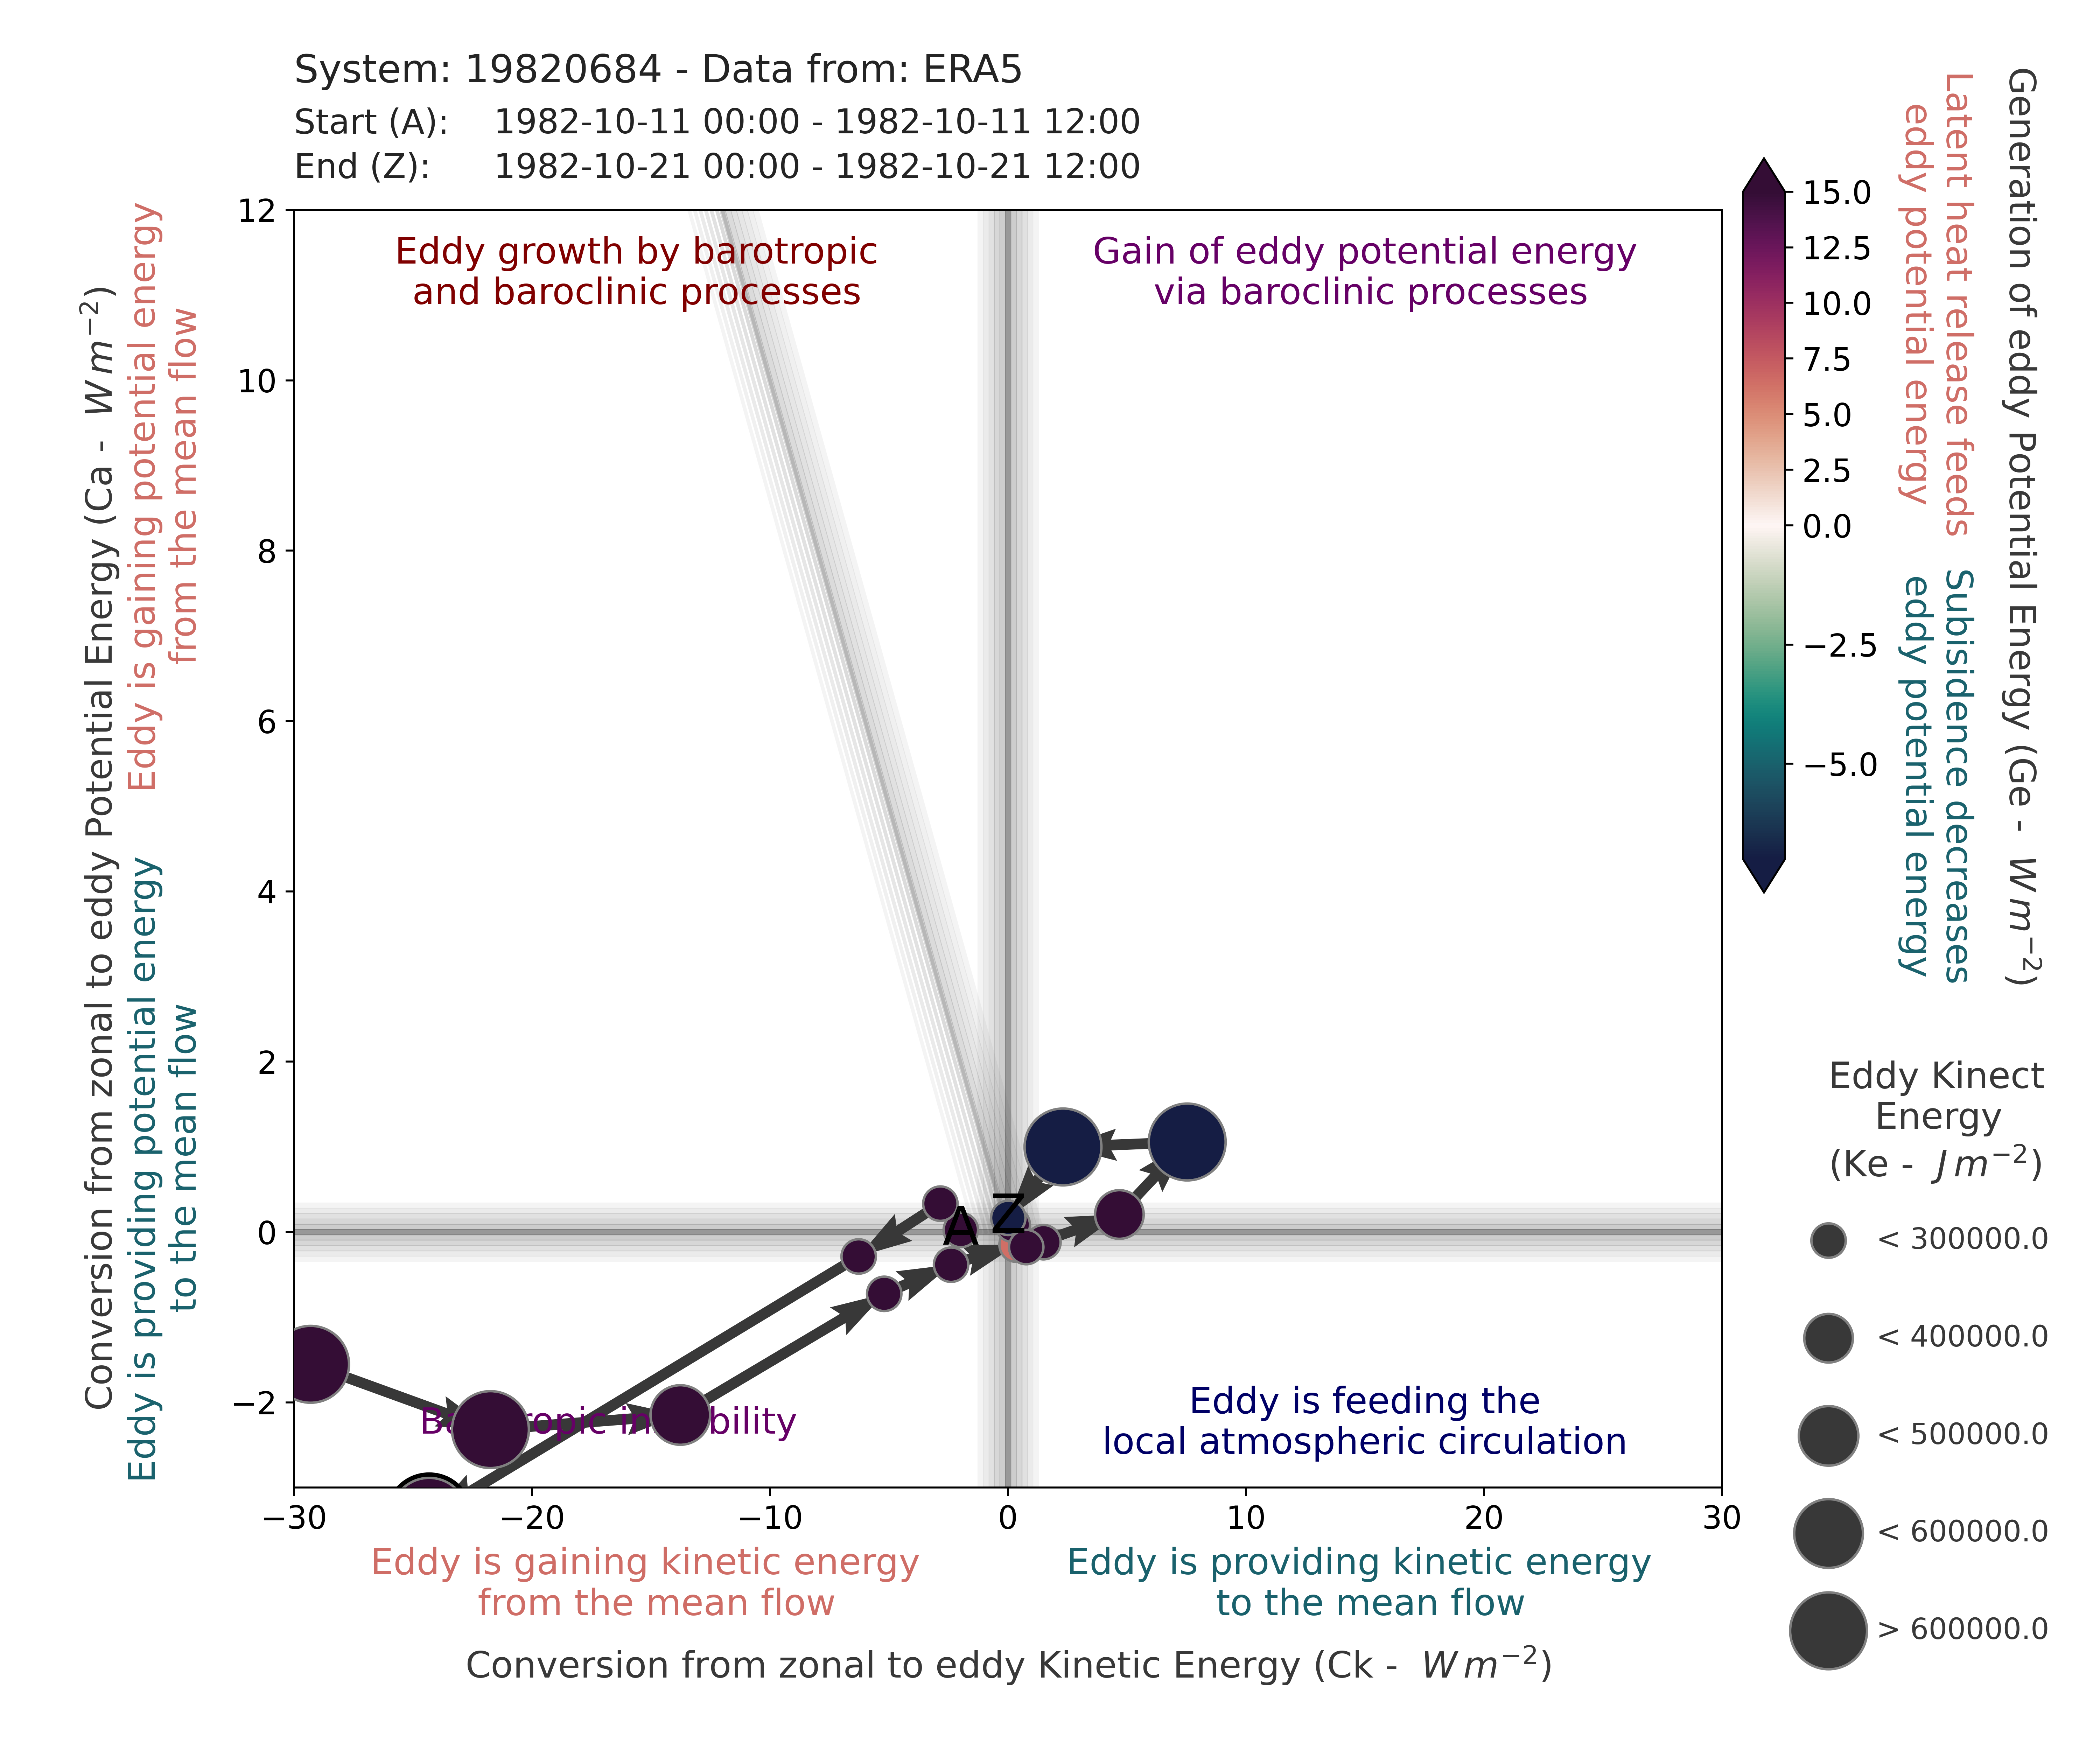 System: 19820684 - Data from: ERA5
Start (A): 1982-10-11 00:00 - 1982-10-11 12:00
End (Z): 1982-10-21 00:00 - 1982-10-21 12:00
Conversion from zonal to eddy Potential Energy (Ca - W m⁻²)
Eddy is gaining potential energy
from the mean flow
Eddy is providing potential energy
to the mean flow
12
10
8
6
4
2
0
−2
Eddy growth by barotropic
and baroclinic processes
Gain of eddy potential energy
via baroclinic processes
A
Z
Eddy is feeding the
local atmospheric circulation
−30
−20
−10
0
10
20
30
Eddy is gaining kinetic energy
from the mean flow
Eddy is providing kinetic energy
to the mean flow
Conversion from zonal to eddy Kinetic Energy (Ck - W m⁻²)
15.0
12.5
10.0
7.5
5.0
2.5
0.0
−2.5
−5.0
Latent heat release feeds
eddy potential energy
Subisidence decreases
eddy potential energy
Generation of eddy Potential Energy (Ge - W m⁻²)
Eddy Kinect
Energy
(Ke - J m⁻²)
< 300000.0
< 400000.0
< 500000.0
< 600000.0
> 600000.0